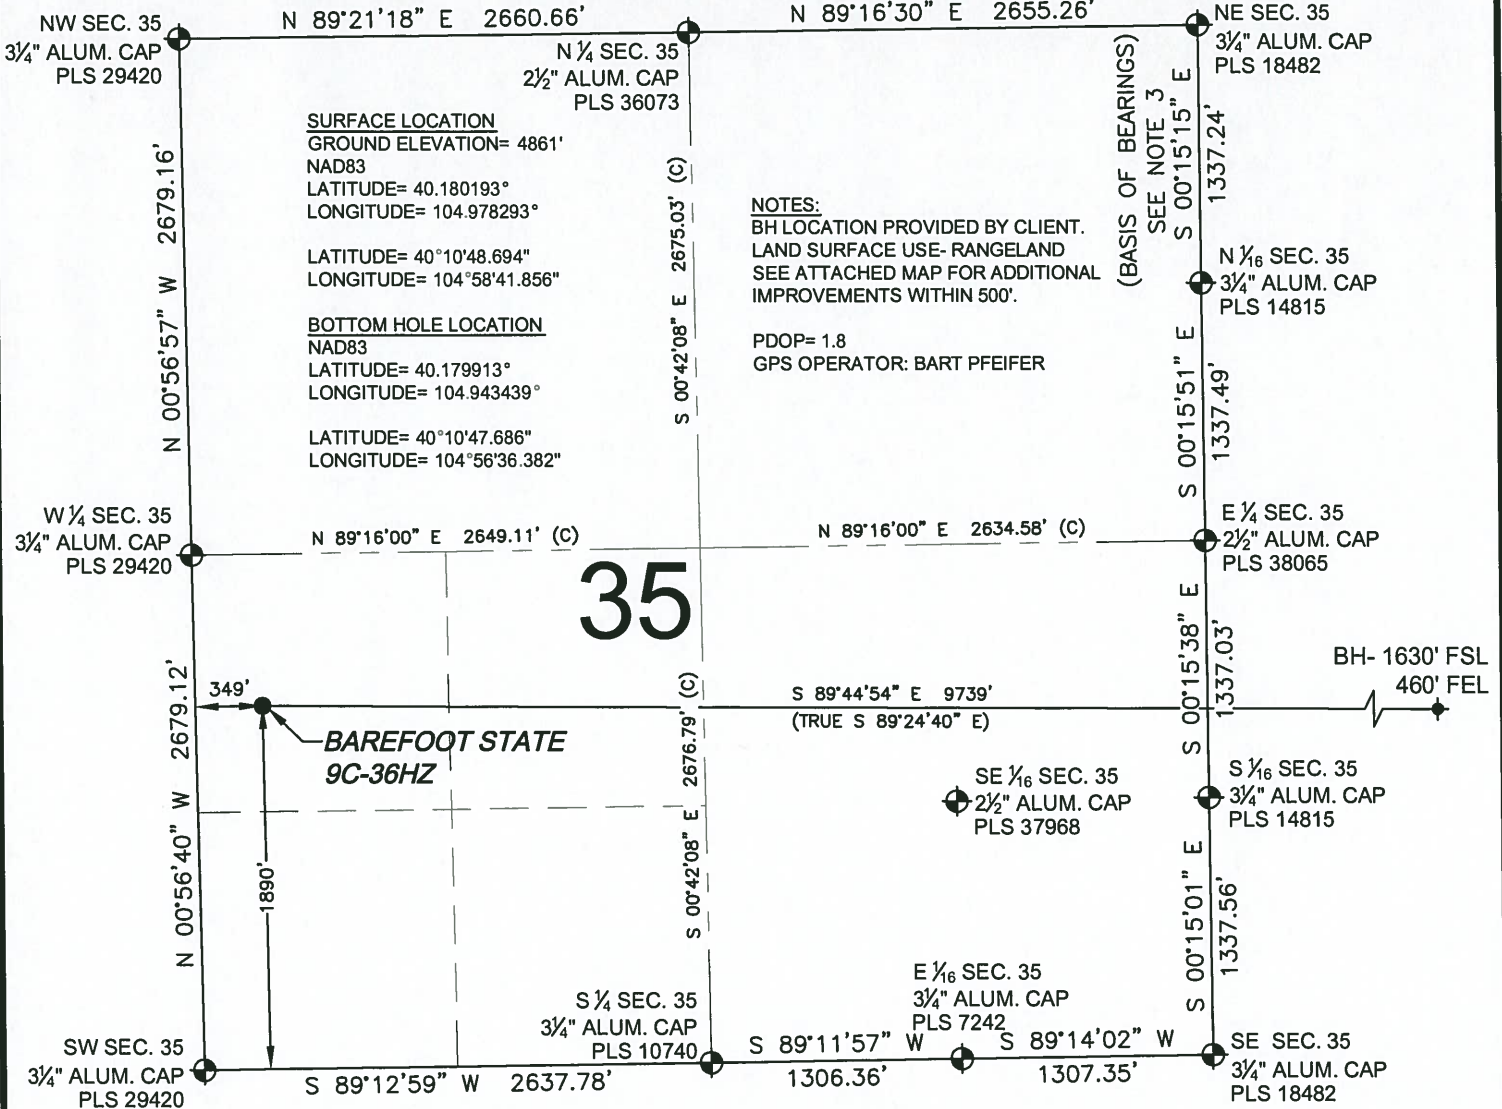 NW SEC. 35
3¼" ALUM. CAP
PLS 29420
N 89°21'18" E 2660.66'
N ¼ SEC. 35
2½" ALUM. CAP
PLS 36073
N 89°16'30" E 2655.26'
NE SEC. 35
3¼" ALUM. CAP
PLS 18482
SURFACE LOCATION
GROUND ELEVATION= 4861'
NAD83
LATITUDE= 40.180193°
LONGITUDE= 104.978293°
LATITUDE= 40°10'48.694"
LONGITUDE= 104°58'41.856"
BOTTOM HOLE LOCATION
NAD83
LATITUDE= 40.179913°
LONGITUDE= 104.943439°
LATITUDE= 40°10'47.686"
LONGITUDE= 104°56'36.382"
N 00°56'57" W 2679.16'
S 00°42'08" E 2675.03' (C)
NOTES:
BH LOCATION PROVIDED BY CLIENT.
LAND SURFACE USE- RANGELAND
SEE ATTACHED MAP FOR ADDITIONAL
IMPROVEMENTS WITHIN 500'.
PDOP= 1.8
GPS OPERATOR: BART PFEIFER
(BASIS OF BEARINGS)
SEE NOTE 3
S 00°15'15" E
1337.24'
N 1⁄16 SEC. 35
3¼" ALUM. CAP
PLS 14815
S 00°15'51" E
1337.49'
W ¼ SEC. 35
3¼" ALUM. CAP
PLS 29420
N 89°16'00" E 2649.11' (C)
N 89°16'00" E 2634.58' (C)
E ¼ SEC. 35
2½" ALUM. CAP
PLS 38065
35
S 00°15'38" E
1337.03'
BH- 1630' FSL
460' FEL
349'
S 89°44'54" E 9739'
(TRUE S 89°24'40" E)
BAREFOOT STATE
9C-36HZ
N 00°56'40" W 2679.12'
1890'
S 00°42'08" E 2676.79' (C)
SE 1⁄16 SEC. 35
2½" ALUM. CAP
PLS 37968
S 1⁄16 SEC. 35
3¼" ALUM. CAP
PLS 14815
S 00°15'01" E
1337.56'
SW SEC. 35
3¼" ALUM. CAP
PLS 29420
S 89°12'59" W 2637.78'
S ¼ SEC. 35
3¼" ALUM. CAP
PLS 10740
S 89°11'57" W
1306.36'
E 1⁄16 SEC. 35
3¼" ALUM. CAP
PLS 7242
S 89°14'02" W
1307.35'
SE SEC. 35
3¼" ALUM. CAP
PLS 18482